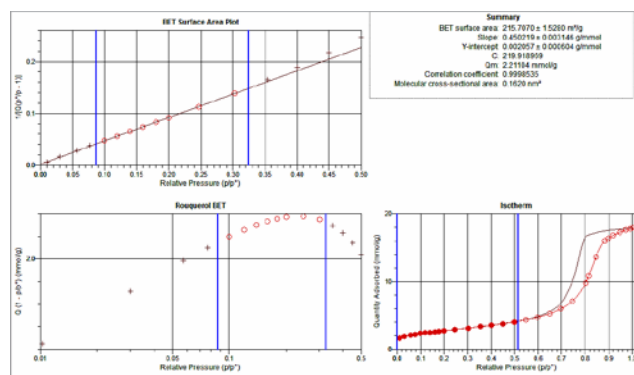 BET Surface Area Plot
1/[Q(p°/p - 1)]
0.2
0.1
0.0
0.00 0.05 0.10 0.15 0.20 0.25 0.30 0.35 0.40 0.45 0.50
Relative Pressure (p/p°)
Summary
BET surface area: 215.7070 ± 1.5280 m²/g
Slope: 0.450219 ± 0.003146 g/mmol
Y-intercept: 0.002057 ± 0.000604 g/mmol
C: 219.918909
Qm: 2.21104 mmol/g
Correlation coefficient: 0.9998535
Molecular cross-sectional area: 0.1620 nm²
Rouquerol BET
Q (1 - p/p°) (mmol/g)
2.0
0.01 0.05 0.1 0.5
Relative Pressure (p/p°)
Isotherm
Quantity Adsorbed (mmol/g)
20
10
0
0.0 0.1 0.2 0.3 0.4 0.5 0.6 0.7 0.8 0.9
Relative Pressure (p/p°)